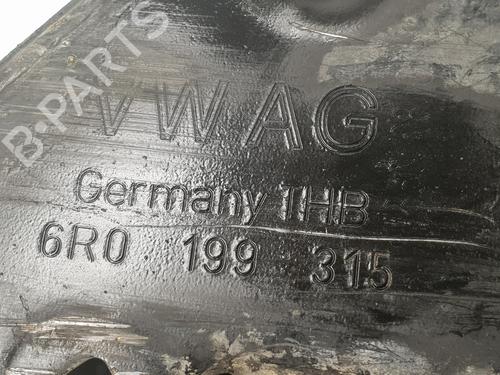 B-PARTS
VW AG
Germany THB
6R0 199 315